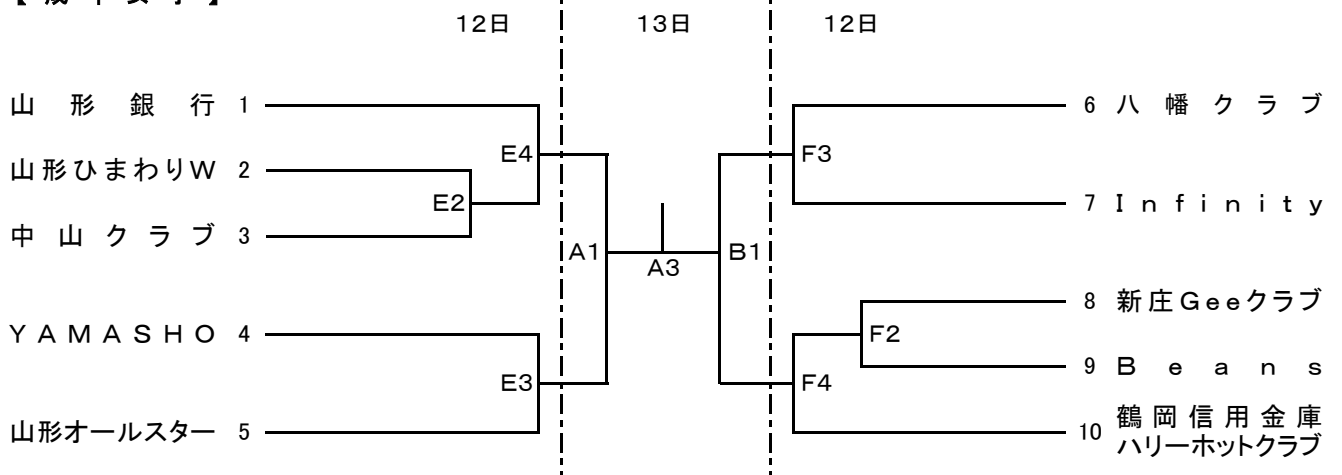 12日 13日 12日
山形銀行 1
山形ひまわりW 2
中山クラブ 3
YAMASHO 4
山形オールスター 5
E4
E2
E3
A1
A3
B1
F3
F2
F4
6 八幡クラブ
7 Infinity
8 新庄Geeクラブ
9 Beans
10 鶴岡信用金庫
ハリーホットクラブ